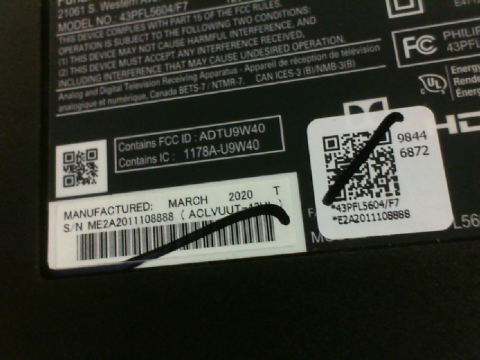 21061 S. Western
MODEL NO : 43PFL5604/F7
THIS DEVICE COMPLIES WITH PART 15 OF THE FCC RULES.
OPERATION IS SUBJECT TO THE FOLLOWING TWO CONDITIONS:
(1) THIS DEVICE MAY NOT CAUSE HARMFUL INTERFERENCE, AND
(2) THIS DEVICE MUST ACCEPT ANY INTERFERENCE RECEIVED,
INCLUDING INTERFERENCE THAT MAY CAUSE UNDESIRED OPERATION.
Analog and Digital Television Receiving Apparatus - Appareil de réception de télévision
analogique et numérique, Canada BETS-7 / NTMR-7. CAN ICES-3 (B)/NMB-3(B)
FC
PHILI
43PFL
UL
Energy
Contains FCC ID : ADTU9W40
Contains IC : 1178A-U9W40
MANUFACTURED: MARCH 2020 T
S/N ME2A2011108888 ( ACLVUUT
9844
6872
*43PFL5604/F7
*E2A2011108888